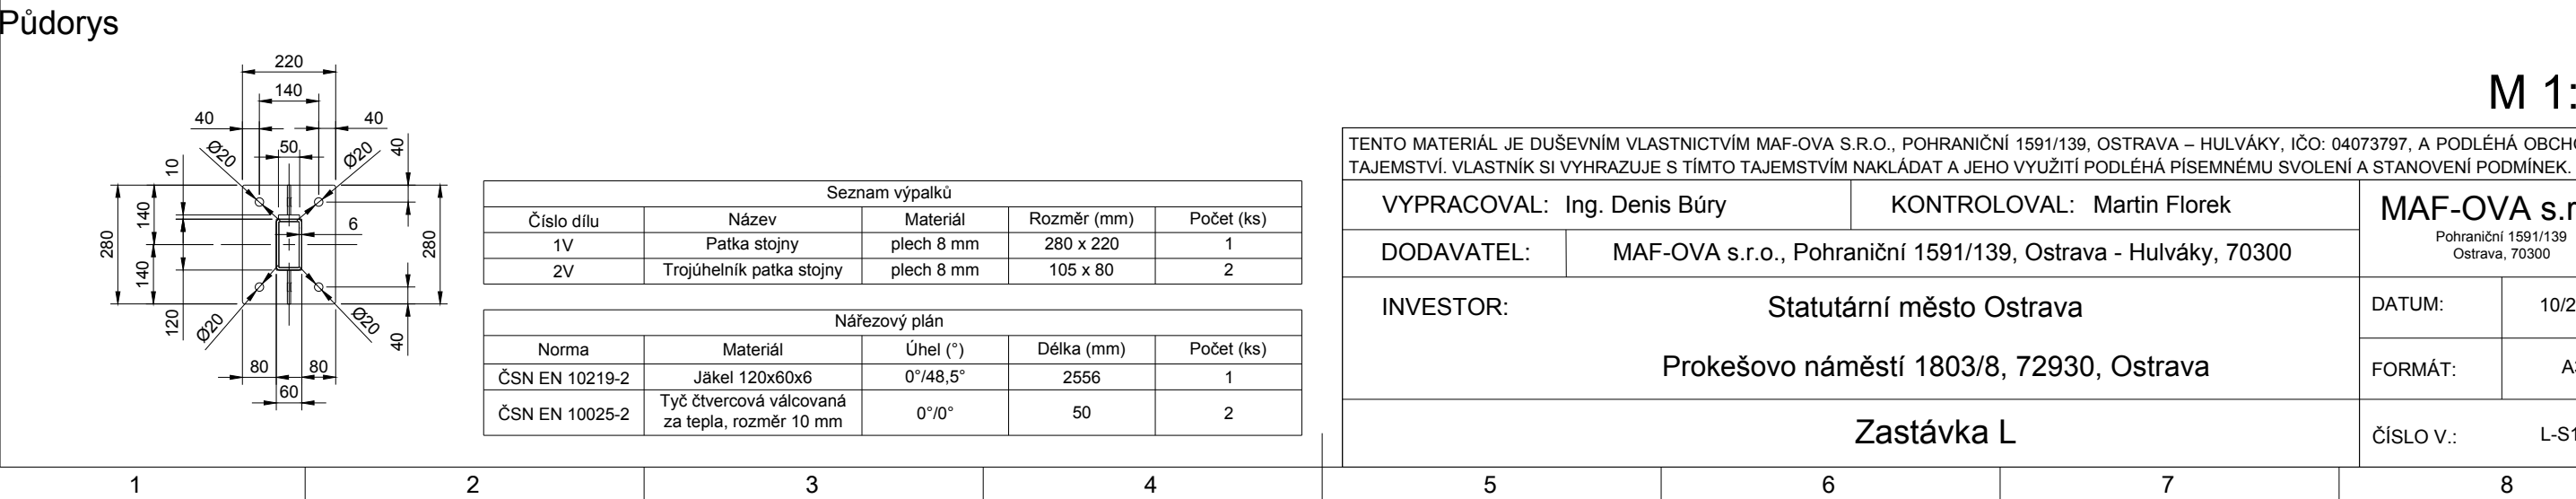 Půdorys
220
140
40
40
50
40
Ø20
Ø20
10
140
6
280
280
140
120
Ø20
Ø20
40
80
80
60
Seznam výpalků
Číslo dílu Název Materiál Rozměr (mm) Počet (ks)
1V Patka stojny plech 8 mm 280 x 220 1
2V Trojúhelník patka stojny plech 8 mm 105 x 80 2
Nářezový plán
Norma Materiál Úhel (°) Délka (mm) Počet (ks)
ČSN EN 10219-2 Jäkel 120x60x6 0°/48,5° 2556 1
ČSN EN 10025-2 Tyč čtvercová válcovaná
za tepla, rozměr 10 mm 0°/0° 50 2
M 1:
TENTO MATERIÁL JE DUŠEVNÍM VLASTNICTVÍM MAF-OVA S.R.O., POHRANIČNÍ 1591/139, OSTRAVA – HULVÁKY, IČO: 04073797, A PODLÉHÁ OBCH
TAJEMSTVÍ. VLASTNÍK SI VYHRAZUJE S TÍMTO TAJEMSTVÍM NAKLÁDAT A JEHO VYUŽITÍ PODLÉHÁ PÍSEMNÉMU SVOLENÍ A STANOVENÍ PODMÍNEK.
VYPRACOVAL: Ing. Denis Búry KONTROLOVAL: Martin Florek
MAF-OVA s.r
Pohraniční 1591/139
Ostrava, 70300
DODAVATEL: MAF-OVA s.r.o., Pohraniční 1591/139, Ostrava - Hulváky, 70300
INVESTOR: Statutární město Ostrava
Prokešovo náměstí 1803/8, 72930, Ostrava
DATUM: 10/2
FORMÁT: A
Zastávka L
ČÍSLO V.: L-S1
1 2 3 4 5 6 7 8